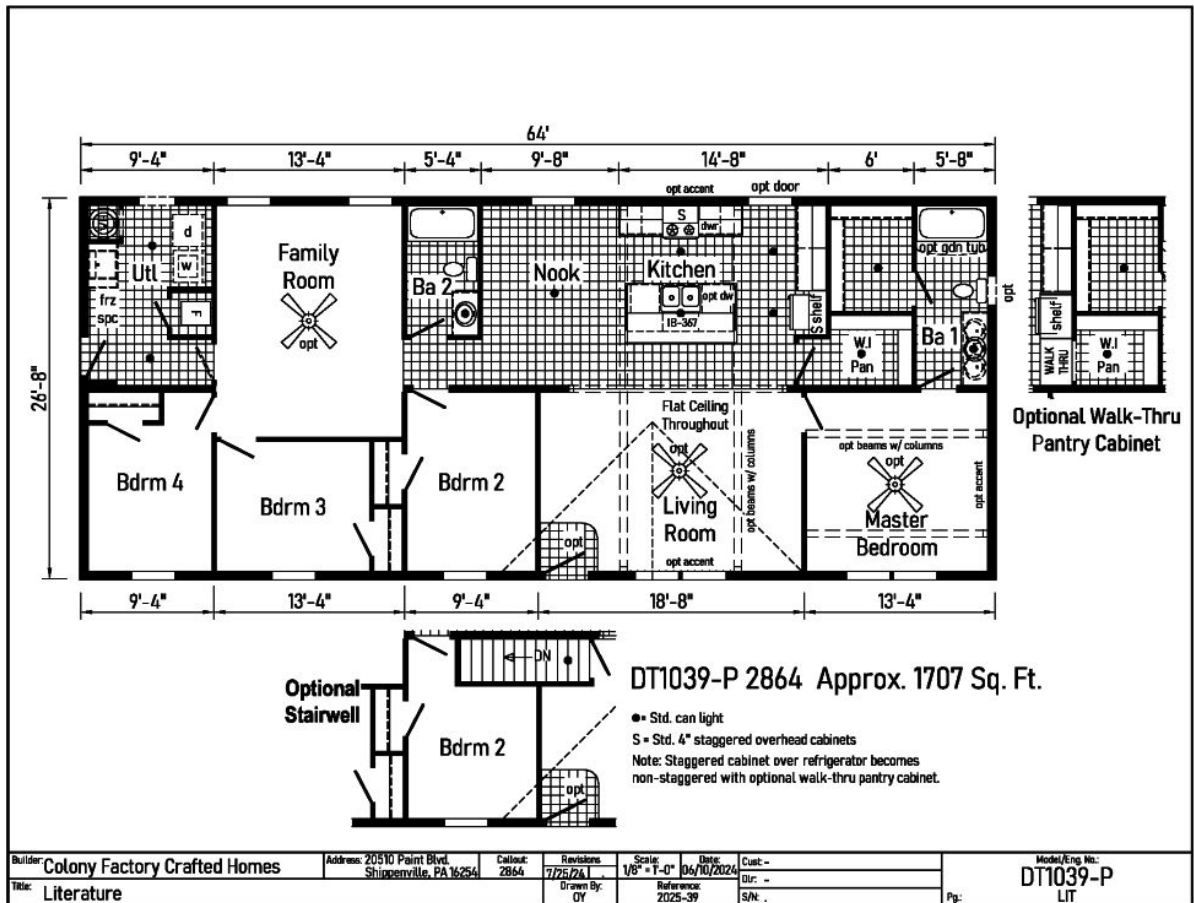 64'
9'-4" 13'-4" 5'-4" 9'-8" 14'-8" 6' 5'-8"
opt accent opt door
26'-8"
WH
d
w
Utl
frz
spc
F
Family
Room
opt
Ba 2
Nook
S
dwr
Kitchen
opt dw
IB-367
S shelf
W.I
Pan
opt gdn tub
Ba 1
opt
shelf
WALK
THRU
W.I
Pan
Optional Walk-Thru
Pantry Cabinet
Bdrm 4
Bdrm 3
Bdrm 2
Flat Ceiling
Throughout
opt
Living
Room
opt beams w/ columns
opt accent
opt
opt beams w/ columns
opt
Master
Bedroom
opt accent
9'-4" 13'-4" 9'-4" 18'-8" 13'-4"
Optional
Stairwell
DN
Bdrm 2
opt
DT1039-P 2864 Approx. 1707 Sq. Ft.
●= Std. can light
S = Std. 4" staggered overhead cabinets
Note: Staggered cabinet over refrigerator becomes
non-staggered with optional walk-thru pantry cabinet.
Builder: Colony Factory Crafted Homes
Address: 20510 Paint Blvd.
Shippenville, PA 16254
Callout:
2864
Revisions
7/25/24
Scale:
1/8" = 1'-0"
Date:
06/10/2024
Cust.: -
Dlr: -
S/N: .
Model/Eng. No.:
DT1039-P
Title: Literature
Drawn By:
OY
Reference:
2025-39
Pg.: LIT